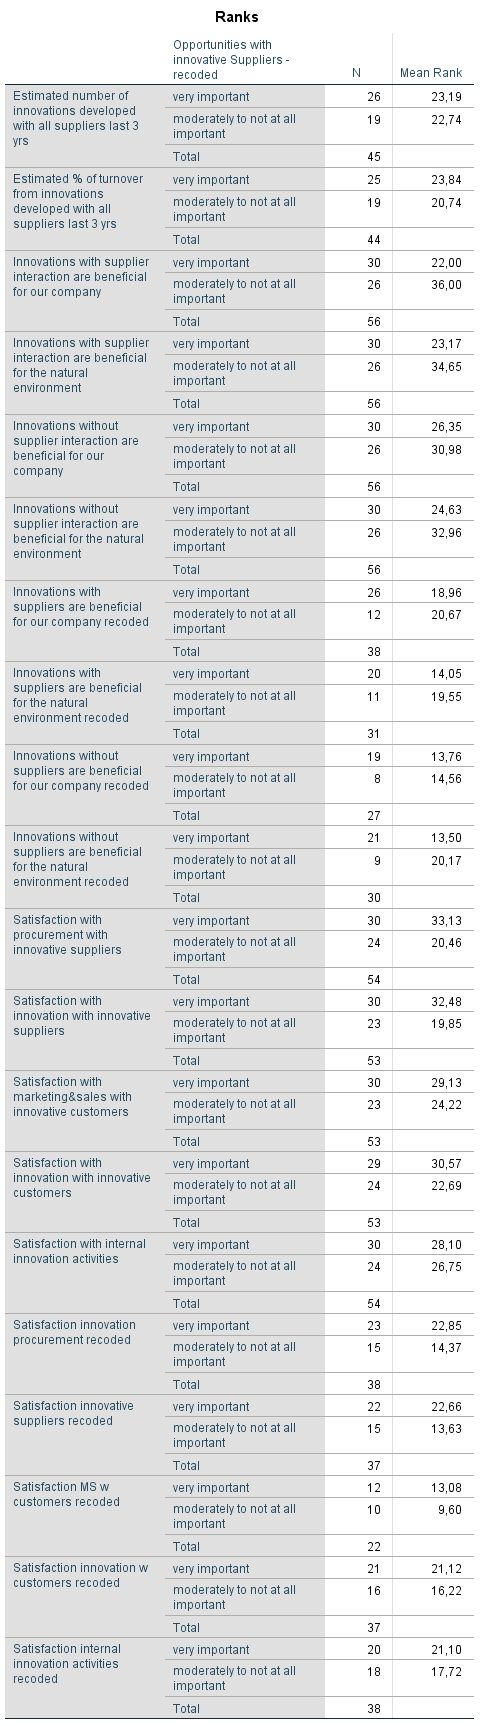 Ranks
Opportunities with
innovative Suppliers -
recoded
N
Mean Rank
Estimated number of
innovations developed
with all suppliers last 3
yrs
very important
26
23,19
moderately to not at all
important
19
22,74
Total
45
Estimated % of turnover
from innovations
developed with all
suppliers last 3 yrs
very important
25
23,84
moderately to not at all
important
19
20,74
Total
44
Innovations with supplier
interaction are beneficial
for our company
very important
30
22,00
moderately to not at all
important
26
36,00
Total
56
Innovations with supplier
interaction are beneficial
for the natural
environment
very important
30
23,17
moderately to not at all
important
26
34,65
Total
56
Innovations without
supplier interaction are
beneficial for our
company
very important
30
26,35
moderately to not at all
important
26
30,98
Total
56
Innovations without
supplier interaction are
beneficial for the natural
environment
very important
30
24,63
moderately to not at all
important
26
32,96
Total
56
Innovations with
suppliers are beneficial
for our company recoded
very important
26
18,96
moderately to not at all
important
12
20,67
Total
38
Innovations with
suppliers are beneficial
for the natural
environment recoded
very important
20
14,05
moderately to not at all
important
11
19,55
Total
31
Innovations without
suppliers are beneficial
for our company recoded
very important
19
13,76
moderately to not at all
important
8
14,56
Total
27
Innovations without
suppliers are beneficial
for the natural
environment recoded
very important
21
13,50
moderately to not at all
important
9
20,17
Total
30
Satisfaction with
procurement with
innovative suppliers
very important
30
33,13
moderately to not at all
important
24
20,46
Total
54
Satisfaction with
innovation with innovative
suppliers
very important
30
32,48
moderately to not at all
important
23
19,85
Total
53
Satisfaction with
marketing&sales with
innovative customers
very important
30
29,13
moderately to not at all
important
23
24,22
Total
53
Satisfaction with
innovation with innovative
customers
very important
29
30,57
moderately to not at all
important
24
22,69
Total
53
Satisfaction with internal
innovation activities
very important
30
28,10
moderately to not at all
important
24
26,75
Total
54
Satisfaction innovation
procurement recoded
very important
23
22,85
moderately to not at all
important
15
14,37
Total
38
Satisfaction innovative
suppliers recoded
very important
22
22,66
moderately to not at all
important
15
13,63
Total
37
Satisfaction MS w
customers recoded
very important
12
13,08
moderately to not at all
important
10
9,60
Total
22
Satisfaction innovation w
customers recoded
very important
21
21,12
moderately to not at all
important
16
16,22
Total
37
Satisfaction internal
innovation activities
recoded
very important
20
21,10
moderately to not at all
important
18
17,72
Total
38